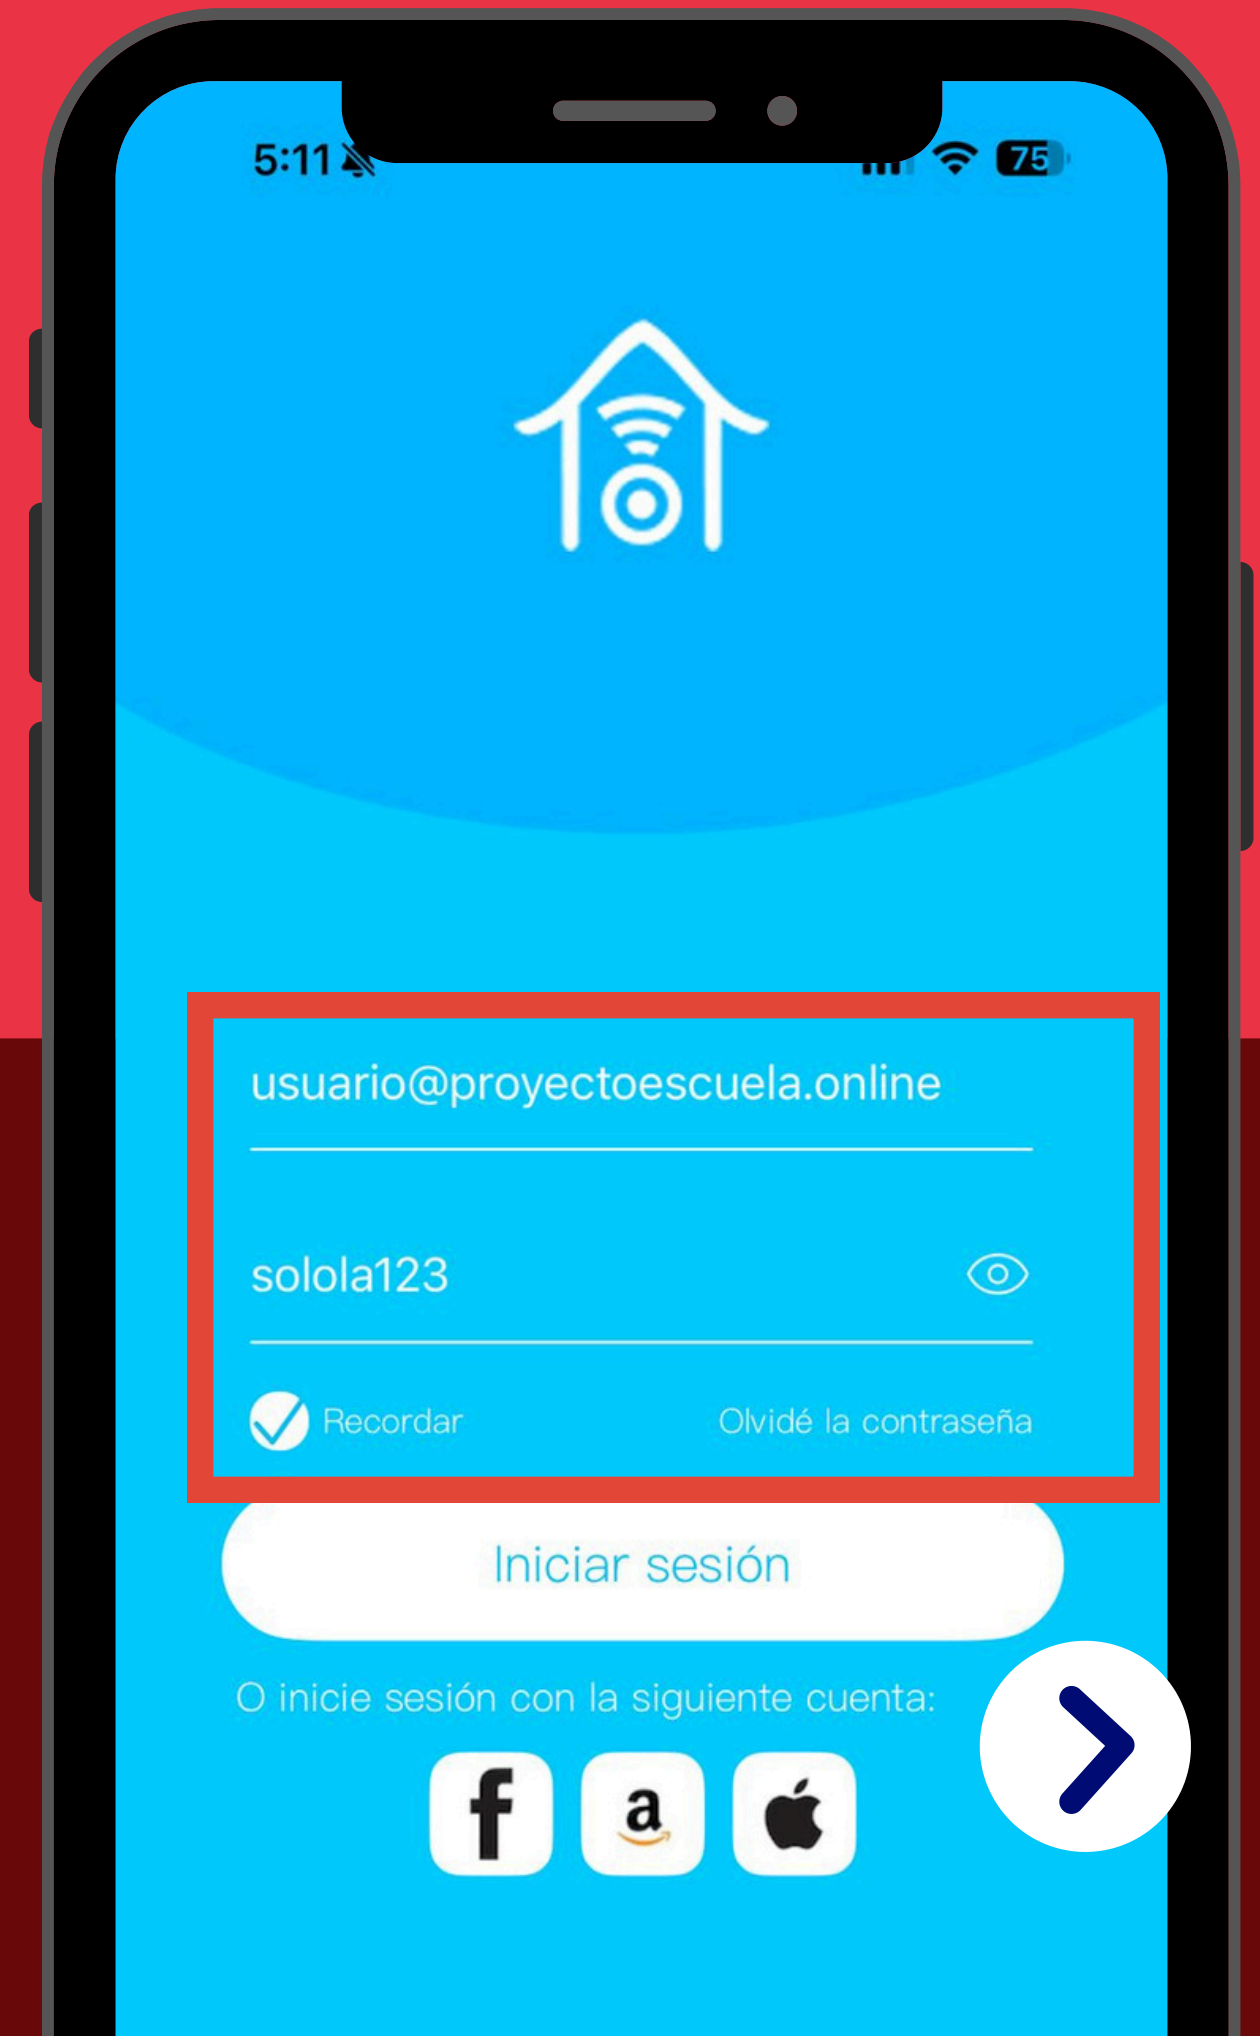 5:11
75
usuario@proyectoescuela.online
solola123
Recordar
Olvidé la contraseña
Iniciar sesión
O inicie sesión con la siguiente cuenta: